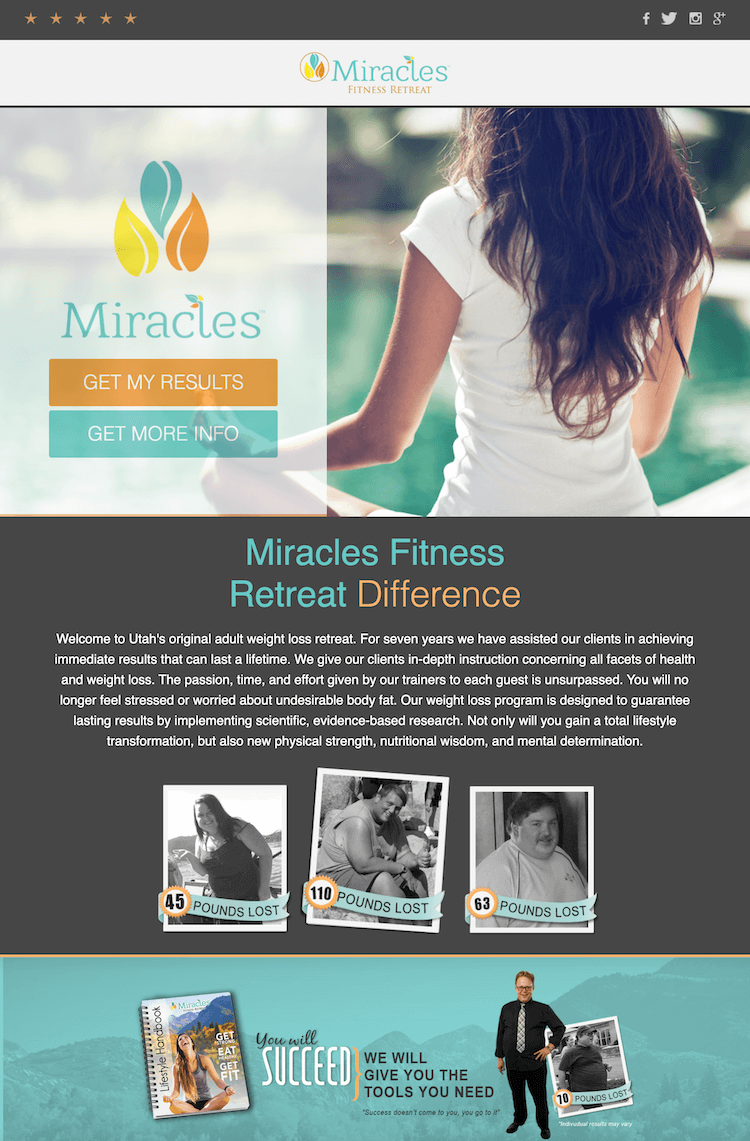 Miracles
FITNESS RETREAT
Miracles
GET MY RESULTS
GET MORE INFO
Miracles Fitness
Retreat Difference
Welcome to Utah's original adult weight loss retreat. For seven years we have assisted our clients in achieving
immediate results that can last a lifetime. We give our clients in-depth instruction concerning all facets of health
and weight loss. The passion, time, and effort given by our trainers to each guest is unsurpassed. You will no
longer feel stressed or worried about undesirable body fat. Our weight loss program is designed to guarantee
lasting results by implementing scientific, evidence-based research. Not only will you gain a total lifestyle
transformation, but also new physical strength, nutritional wisdom, and mental determination.
45 POUNDS LOST
110 POUNDS LOST
63 POUNDS LOST
Miracles
Lifestyle Handbook
GET
STRONG
EAT
GET
FIT
You will
SUCCEED
WE WILL
GIVE YOU THE
TOOLS YOU NEED
"Success doesn't come to you, you go to it"
70 POUNDS LOST
*Individual results may vary